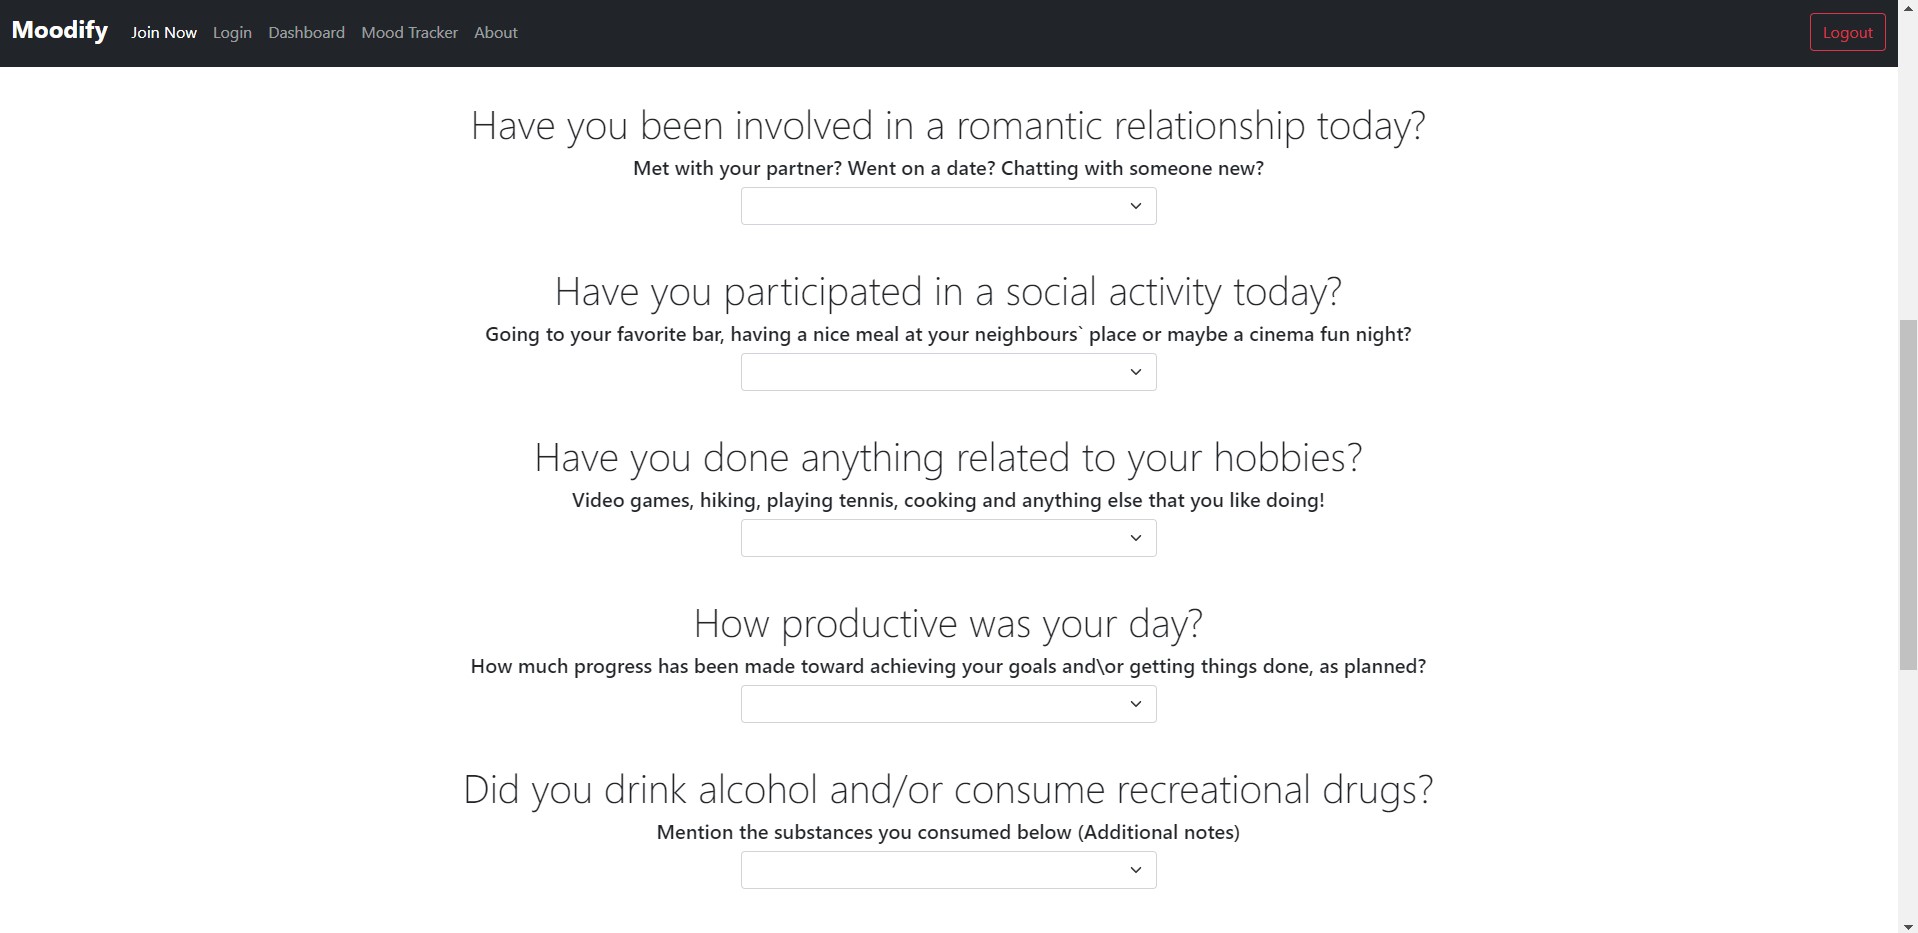 Moodify Join Now Login Dashboard Mood Tracker About Logout
Have you been involved in a romantic relationship today?
Met with your partner? Went on a date? Chatting with someone new?
Have you participated in a social activity today?
Going to your favorite bar, having a nice meal at your neighbours` place or maybe a cinema fun night?
Have you done anything related to your hobbies?
Video games, hiking, playing tennis, cooking and anything else that you like doing!
How productive was your day?
How much progress has been made toward achieving your goals and\or getting things done, as planned?
Did you drink alcohol and/or consume recreational drugs?
Mention the substances you consumed below (Additional notes)